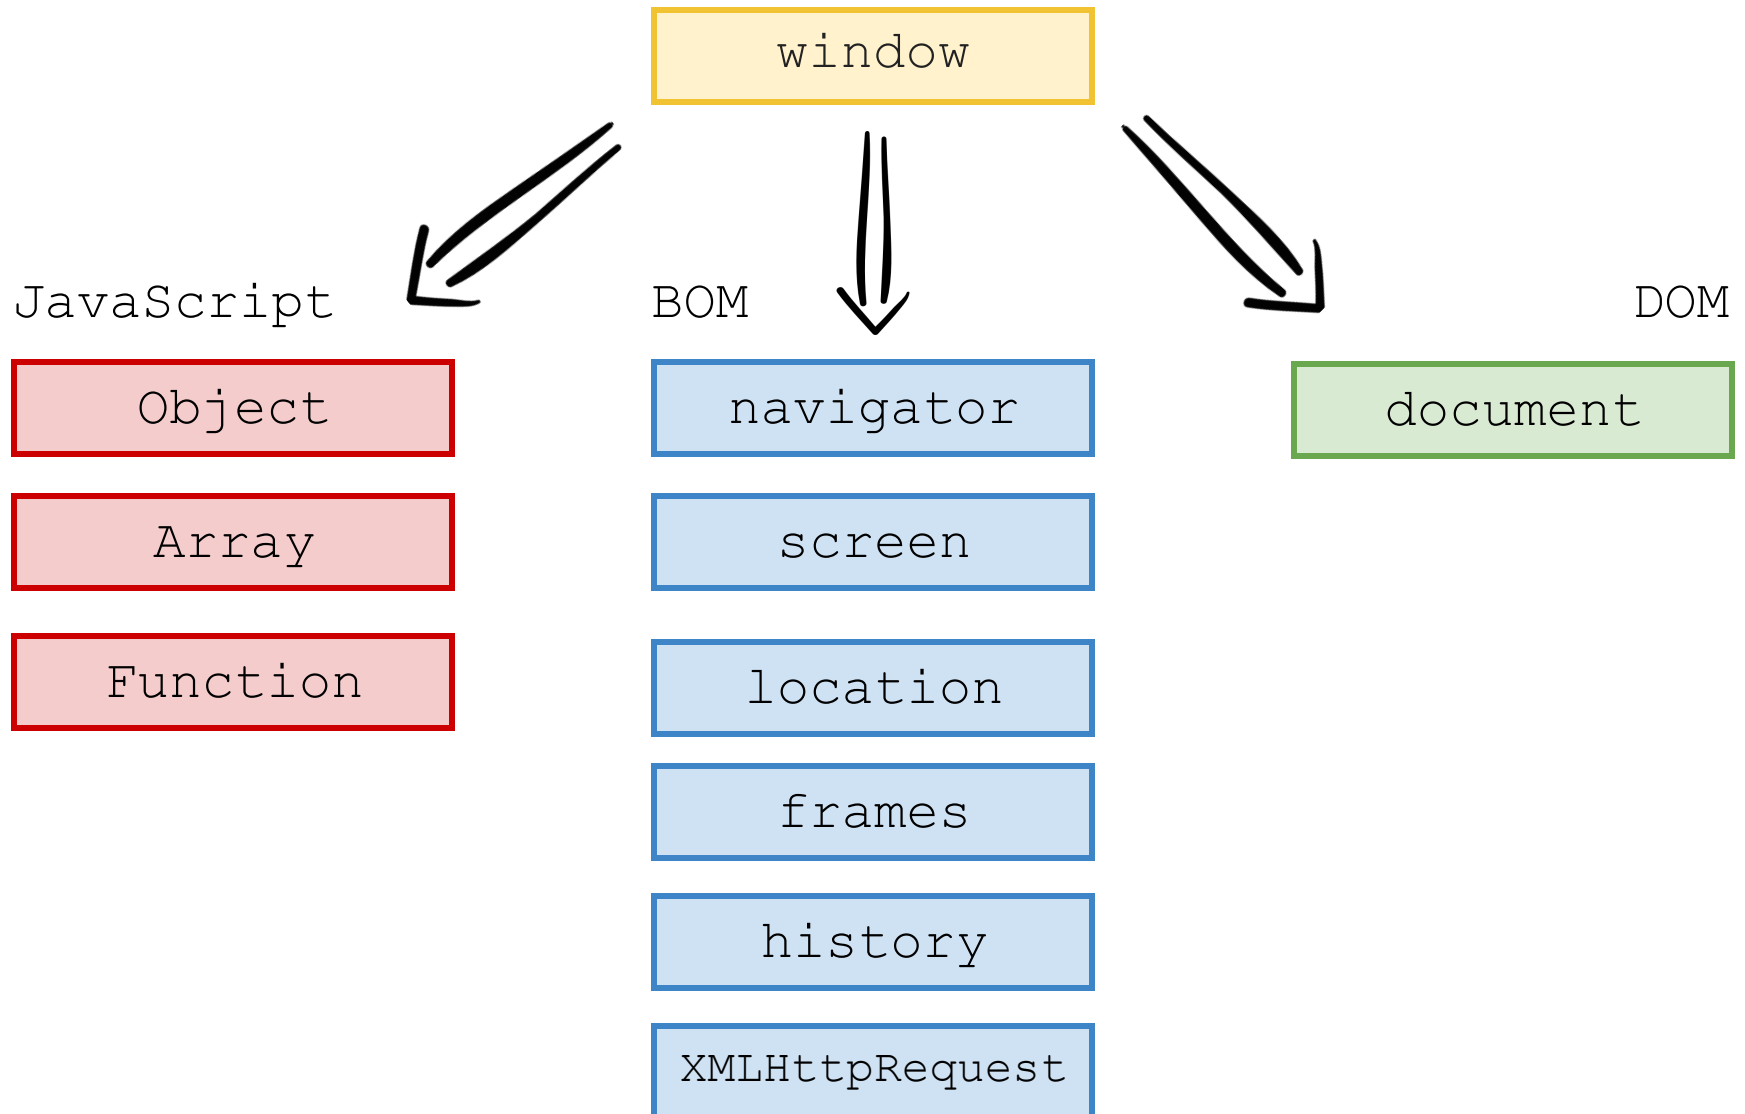 window
JavaScript
BOM
DOM
Object
navigator
document
Array
screen
Function
location
frames
history
XMLHttpRequest